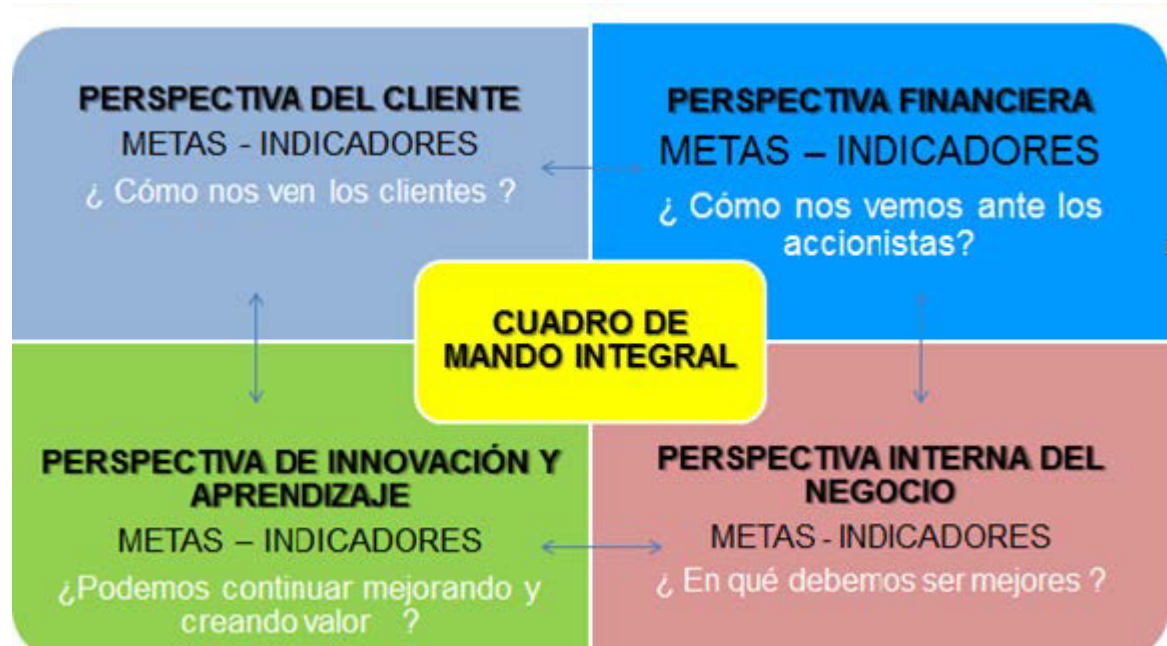 PERSPECTIVA DEL CLIENTE
METAS - INDICADORES
¿ Cómo nos ven los clientes ?
PERSPECTIVA FINANCIERA
METAS – INDICADORES
¿ Cómo nos vemos ante los
accionistas?
CUADRO DE
MANDO INTEGRAL
PERSPECTIVA DE INNOVACIÓN Y
APRENDIZAJE
METAS – INDICADORES
¿Podemos continuar mejorando y
creando valor ?
PERSPECTIVA INTERNA DEL
NEGOCIO
METAS - INDICADORES
¿ En qué debemos ser mejores ?